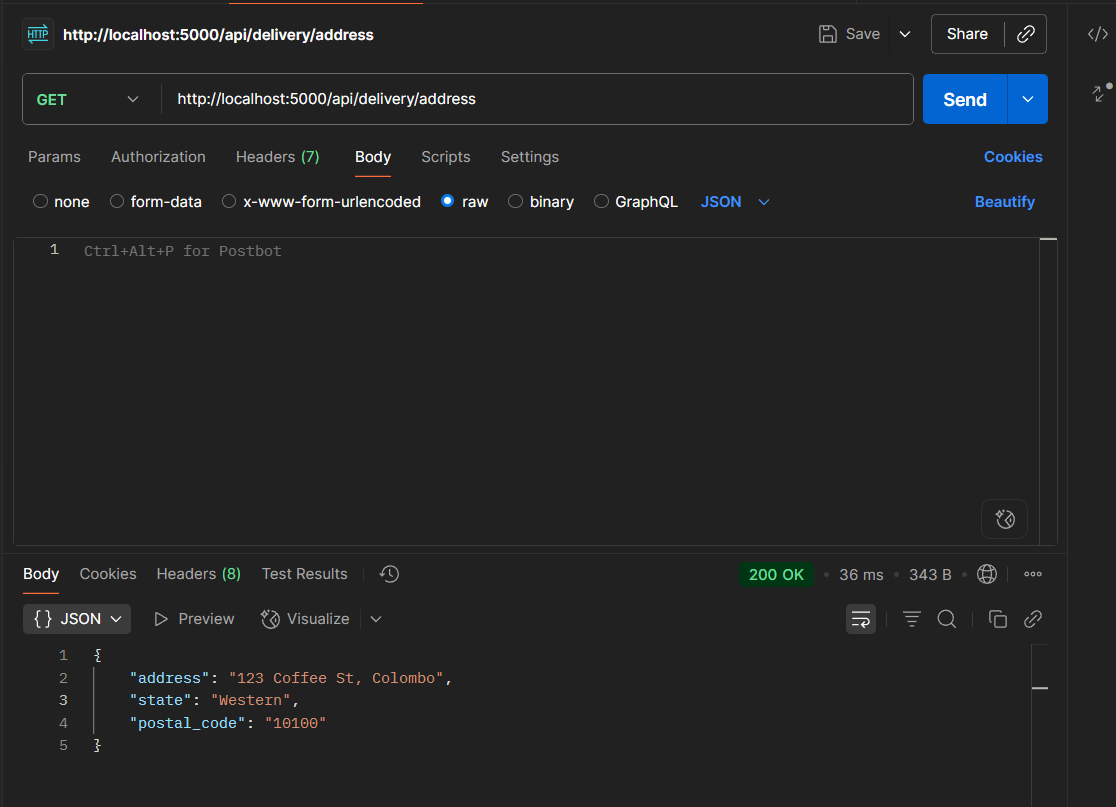 HTTP http://localhost:5000/api/delivery/address Save Share
GET http://localhost:5000/api/delivery/address Send
Params Authorization Headers (7) Body Scripts Settings Cookies
none form-data x-www-form-urlencoded raw binary GraphQL JSON Beautify
1 Ctrl+Alt+P for Postbot
Body Cookies Headers (8) Test Results 200 OK • 36 ms • 343 B •
{} JSON Preview Visualize
1 {
2 "address": "123 Coffee St, Colombo",
3 "state": "Western",
4 "postal_code": "10100"
5 }